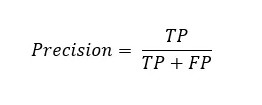 Precision = TP / TP + FP